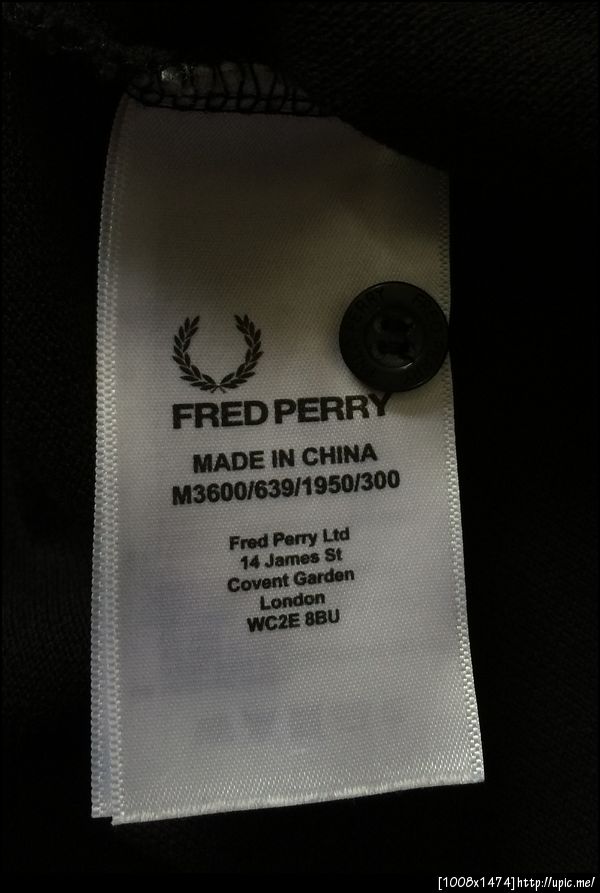 FRED PERRY
MADE IN CHINA
M3600/639/1950/300
Fred Perry Ltd
14 James St
Covent Garden
London
WC2E 8BU
[1008x1474]http://upic.me/